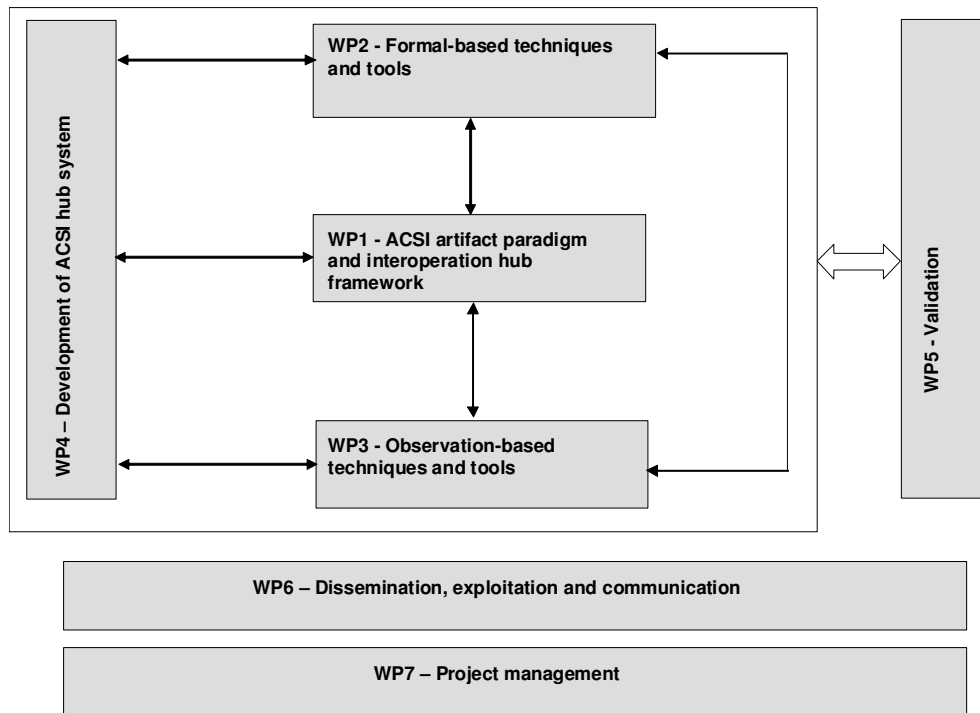 WP4 – Development of ACSI hub system
WP2 - Formal-based techniques
and tools
WP1 - ACSI artifact paradigm
and interoperation hub
framework
WP3 - Observation-based
techniques and tools
WP5 - Validation
WP6 – Dissemination, exploitation and communication
WP7 – Project management